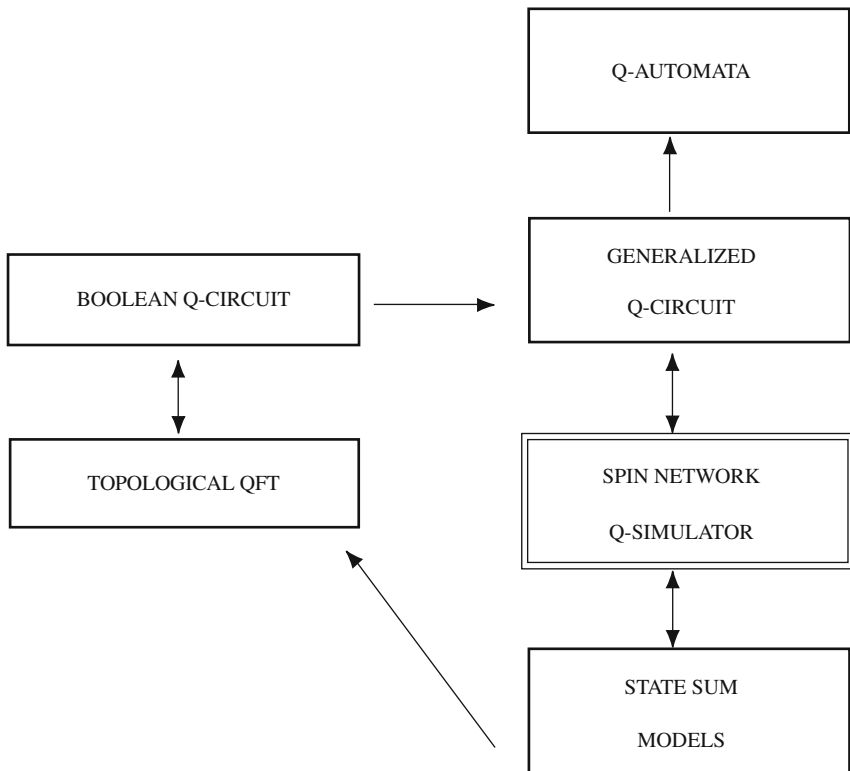 Q-AUTOMATA
GENERALIZED
Q-CIRCUIT
BOOLEAN Q-CIRCUIT
TOPOLOGICAL QFT
SPIN NETWORK
Q-SIMULATOR
STATE SUM
MODELS